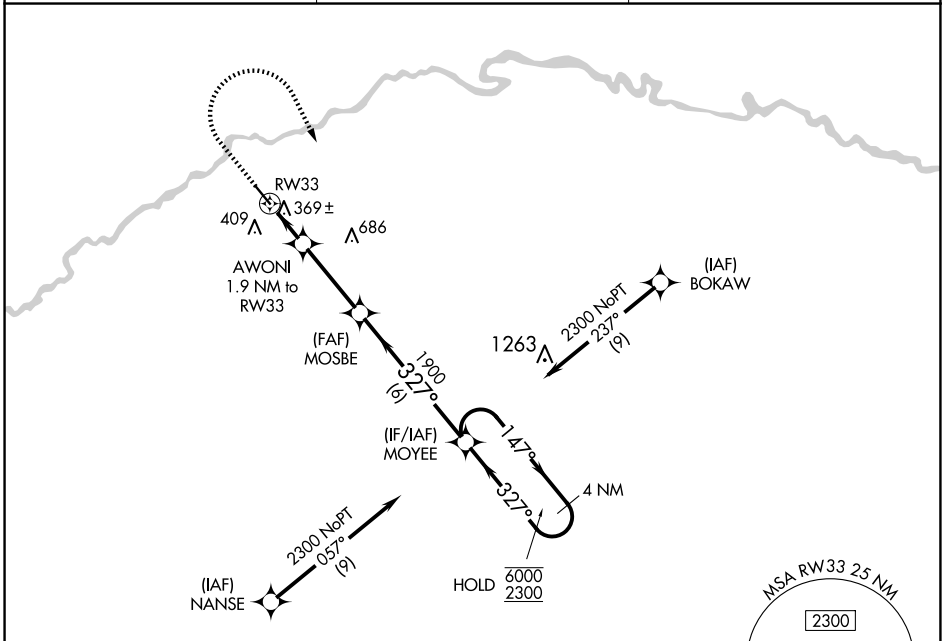 RW33
369±
409
686
AWONI
1.9 NM to
RW33
(IAF)
BOKAW
2300 NoPT
237°
(9)
1263
(FAF)
MOSBE
1900
327°
(6)
(IF/IAF)
MOYEE
147°
327°
4 NM
2300 NoPT
057°
(9)
HOLD 6000
2300
(IAF)
NANSE
MSA RW33 25 NM
2300